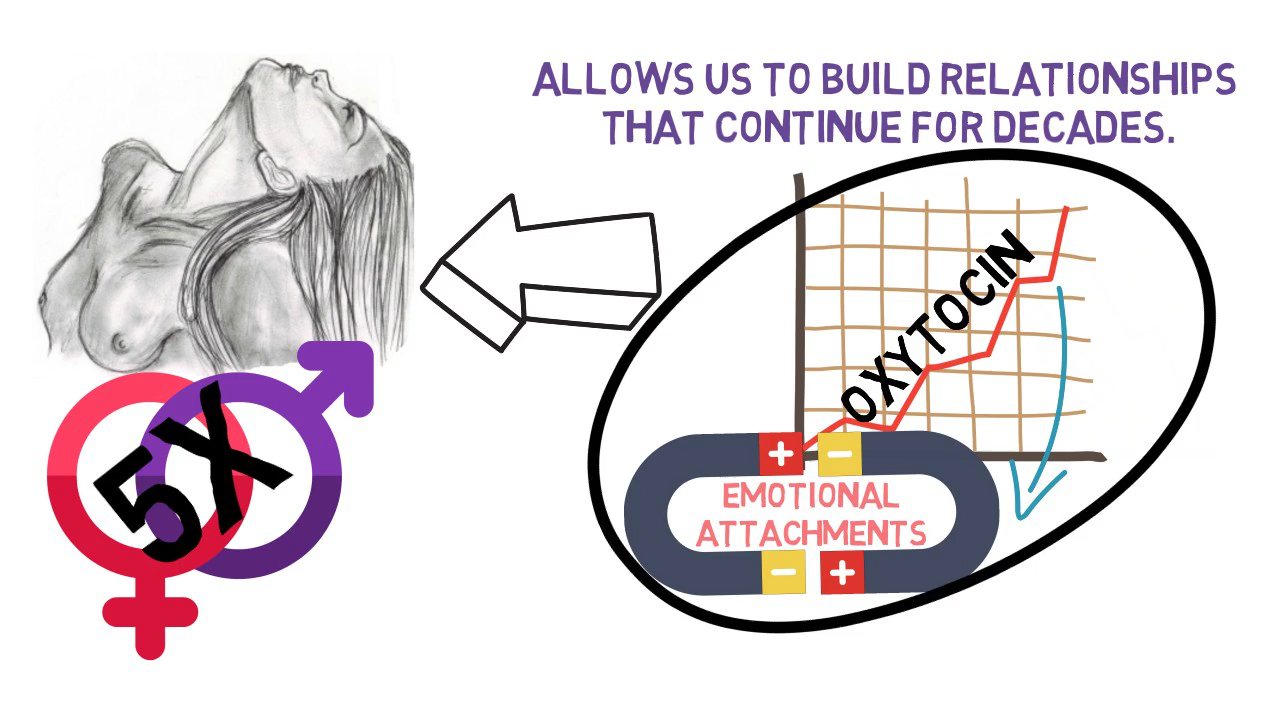 ALLOWS US TO BUILD RELATIONSHIPS
THAT CONTINUE FOR DECADES.
OXYTOCIN
5X
+ -
EMOTIONAL
ATTACHMENTS
- +